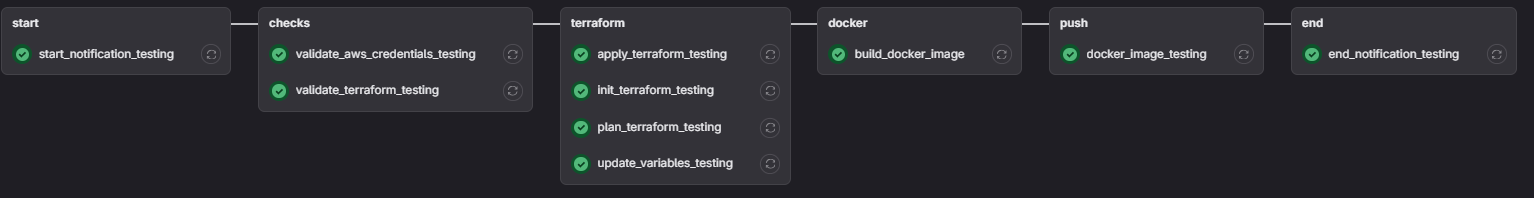 start
start_notification_testing
checks
validate_aws_credentials_testing
validate_terraform_testing
terraform
apply_terraform_testing
init_terraform_testing
plan_terraform_testing
update_variables_testing
docker
build_docker_image
push
docker_image_testing
end
end_notification_testing